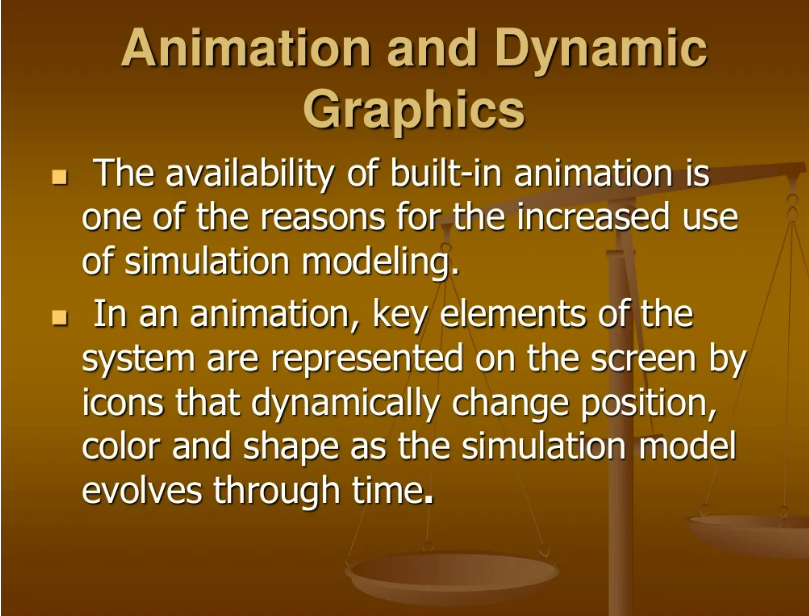 Animation and Dynamic
Graphics
The availability of built-in animation is
one of the reasons for the increased use
of simulation modeling.
In an animation, key elements of the
system are represented on the screen by
icons that dynamically change position,
color and shape as the simulation model
evolves through time.